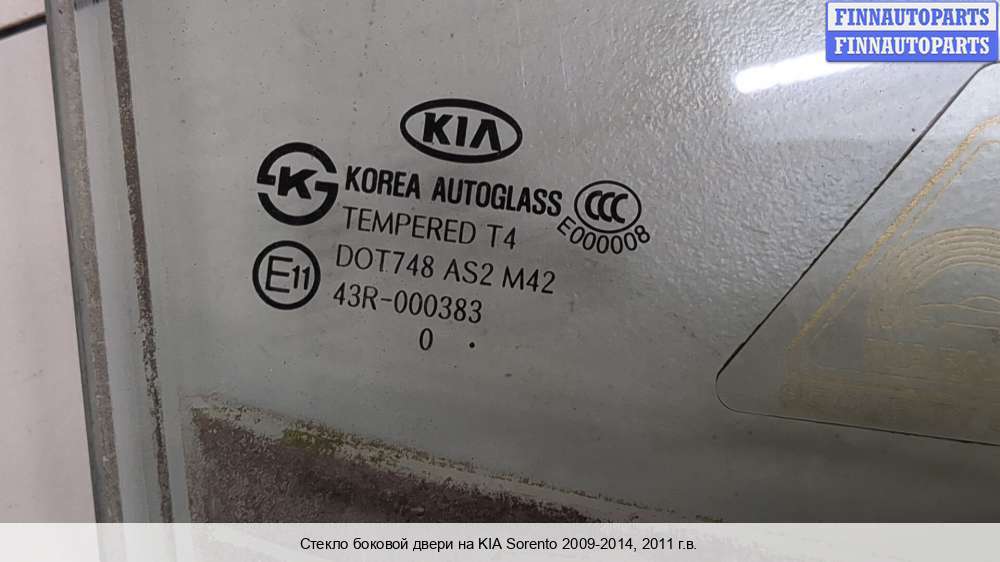 FINNAUTOPARTS
FINNAUTOPARTS
KIA
K
KOREA AUTOGLASS
CCC
E000008
TEMPERED T4
E11
DOT748 AS2 M42
43R-000383
0 .
Стекло боковой двери на KIA Sorento 2009-2014, 2011 г.в.